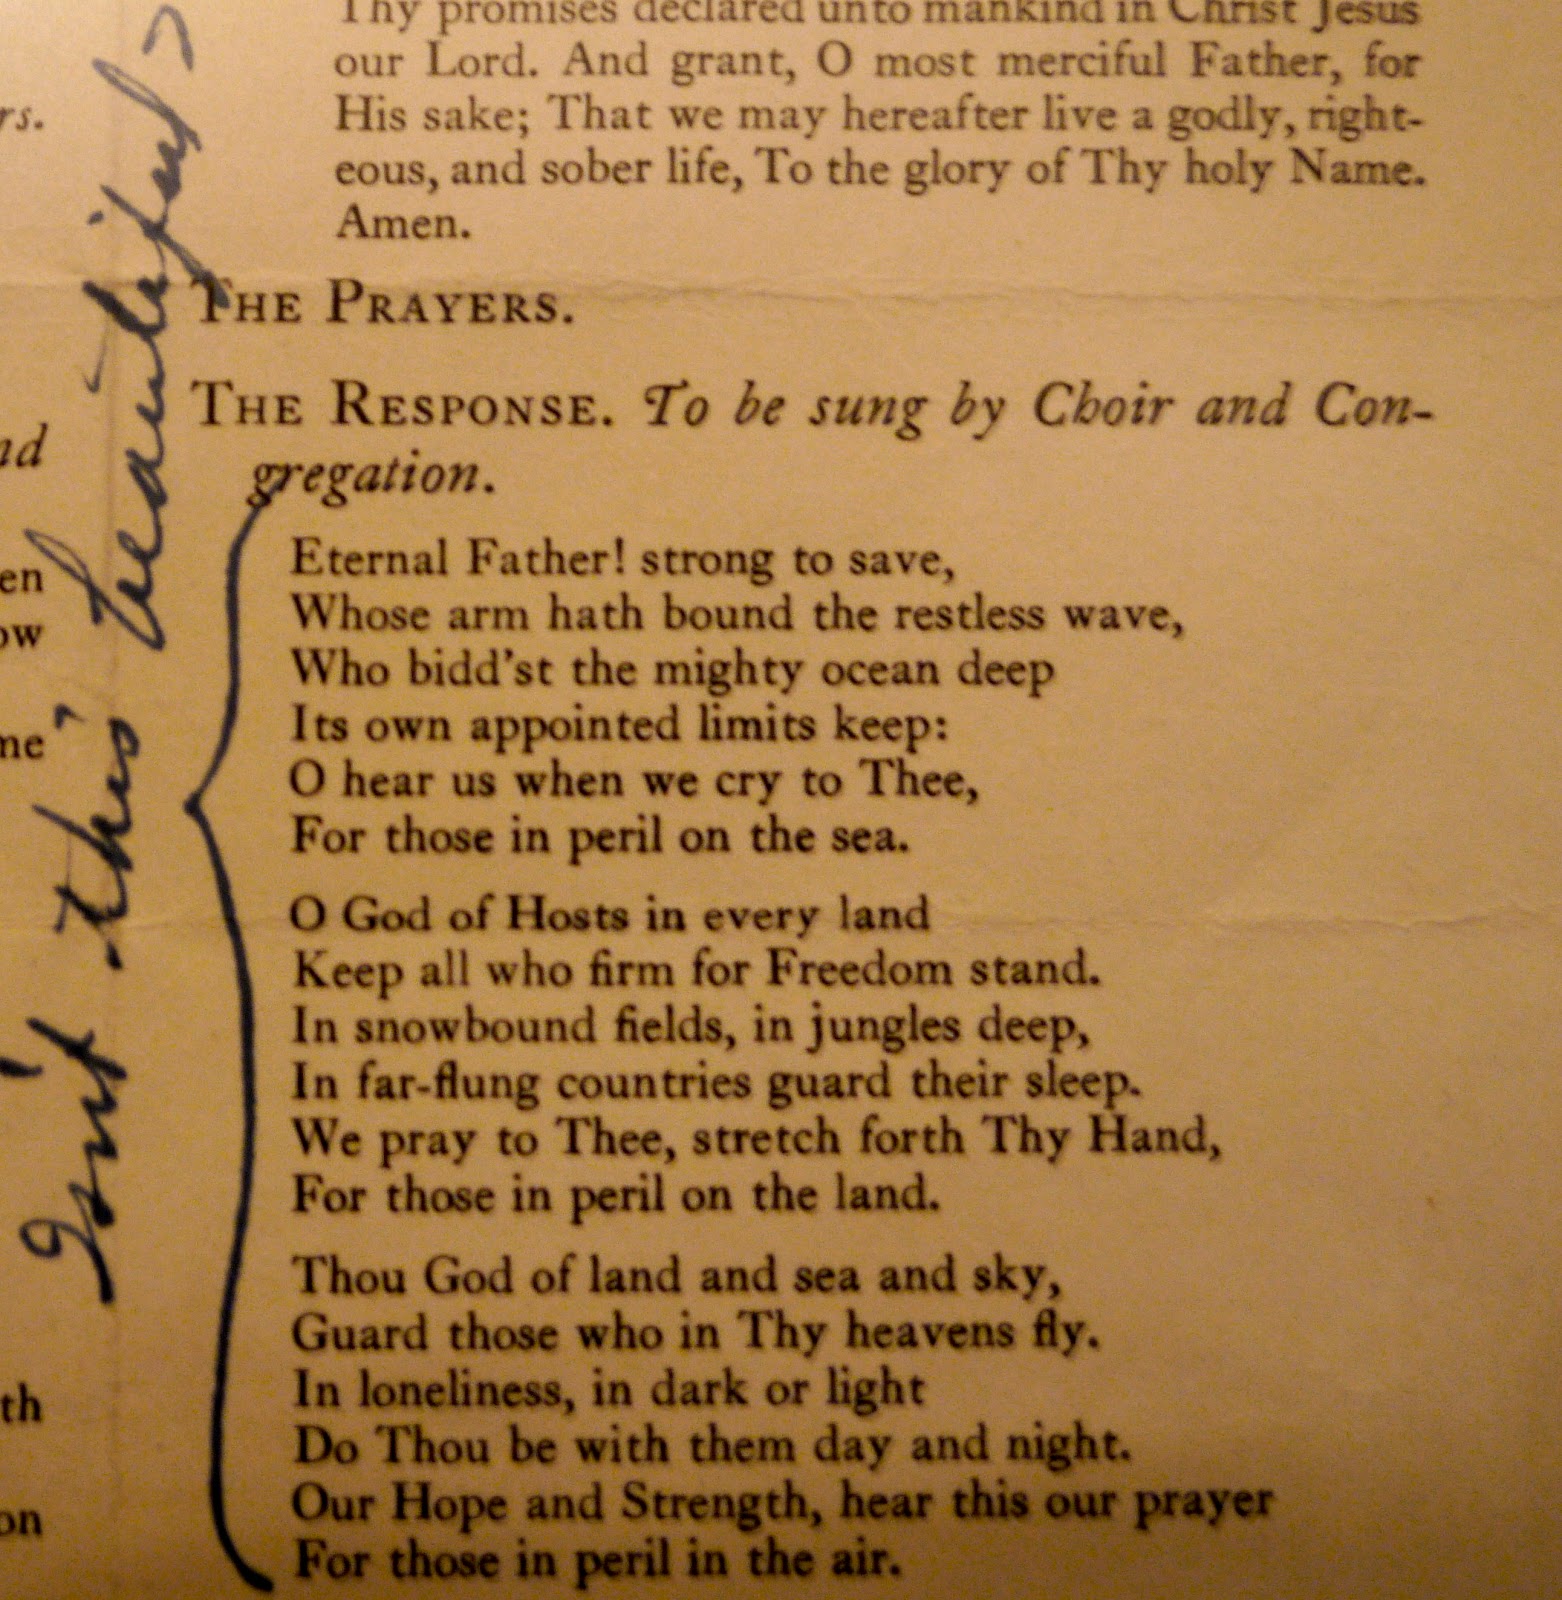 rs.
nd
en
ow
me
th
on
Isn't this beautiful?
Thy promises declared unto mankind in Christ Jesus
our Lord. And grant, O most merciful Father, for
His sake; That we may hereafter live a godly, right-
eous, and sober life, To the glory of Thy holy Name.
Amen.
THE PRAYERS.
THE RESPONSE. To be sung by Choir and Con-
gregation.
Eternal Father! strong to save,
Whose arm hath bound the restless wave,
Who bidd'st the mighty ocean deep
Its own appointed limits keep:
O hear us when we cry to Thee,
For those in peril on the sea.
O God of Hosts in every land
Keep all who firm for Freedom stand.
In snowbound fields, in jungles deep,
In far-flung countries guard their sleep.
We pray to Thee, stretch forth Thy Hand,
For those in peril on the land.
Thou God of land and sea and sky,
Guard those who in Thy heavens fly.
In loneliness, in dark or light
Do Thou be with them day and night.
Our Hope and Strength, hear this our prayer
For those in peril in the air.